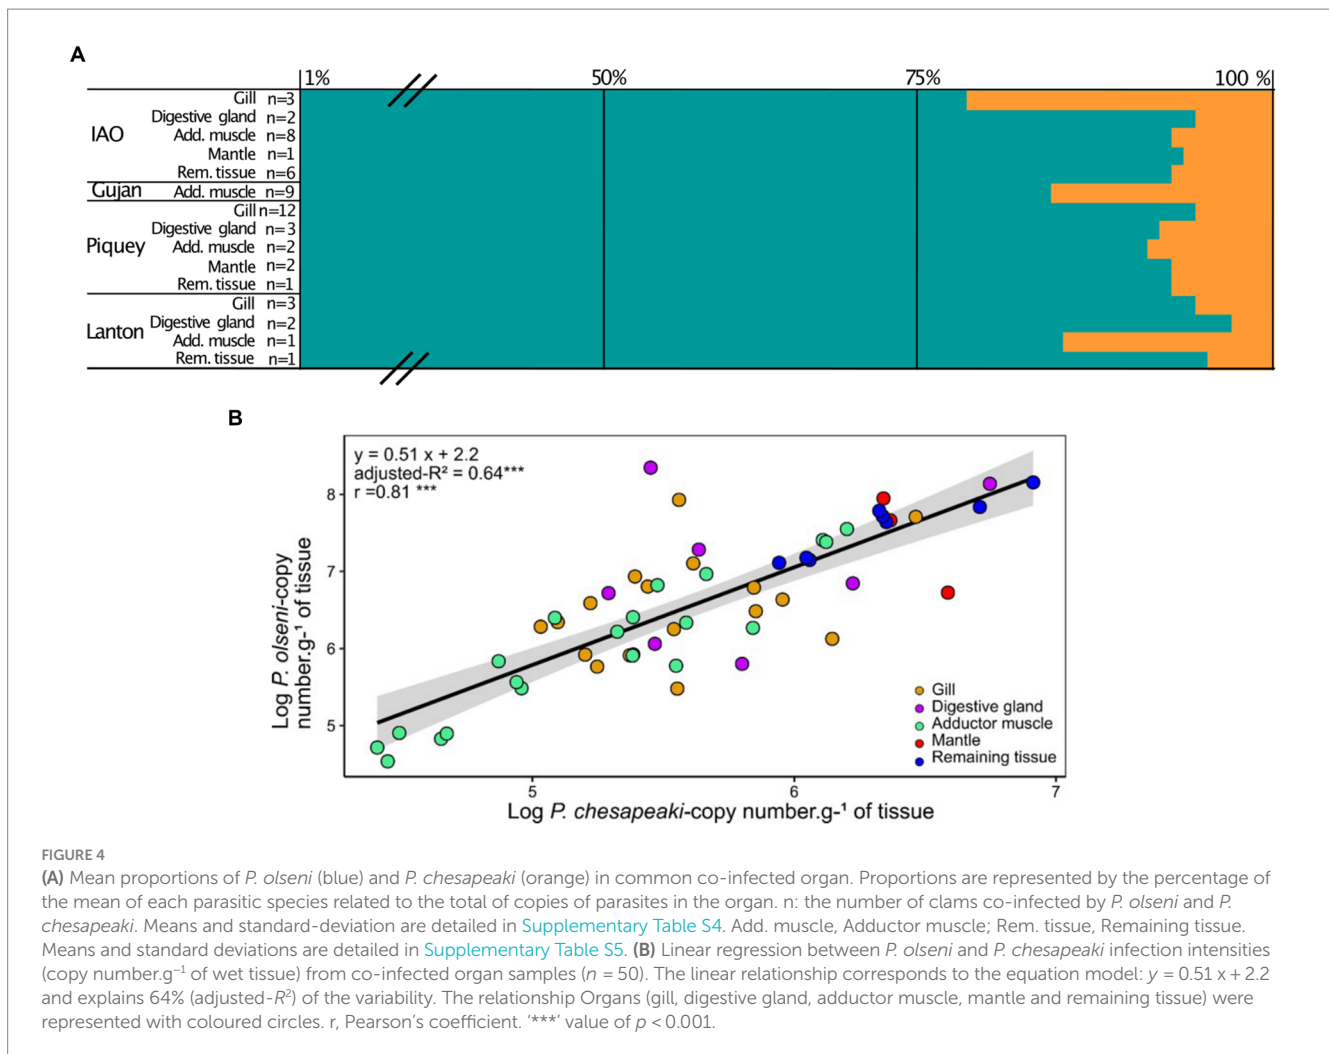 A
1% 50% 75% 100 %
IAO
Gill n=3
Digestive gland n=2
Add. muscle n=8
Mantle n=1
Rem. tissue n=6
Gujan Add. muscle n=9
Piquey
Gill n=12
Digestive gland n=3
Add. muscle n=2
Mantle n=2
Rem. tissue n=1
Lanton
Gill n=3
Digestive gland n=2
Add. muscle n=1
Rem. tissue n=1
B
y = 0.51 x + 2.2
adjusted-R² = 0.64***
r =0.81 ***
Log P. olseni-copy
number.g-¹ of tissue
8
7
6
5
Gill
Digestive gland
Adductor muscle
Mantle
Remaining tissue
5 6 7
Log P. chesapeaki-copy number.g-¹ of tissue
FIGURE 4
(A) Mean proportions of P. olseni (blue) and P. chesapeaki (orange) in common co-infected organ. Proportions are represented by the percentage of
the mean of each parasitic species related to the total of copies of parasites in the organ. n: the number of clams co-infected by P. olseni and P.
chesapeaki. Means and standard-deviation are detailed in Supplementary Table S4. Add. muscle, Adductor muscle; Rem. tissue, Remaining tissue.
Means and standard deviations are detailed in Supplementary Table S5. (B) Linear regression between P. olseni and P. chesapeaki infection intensities
(copy number.g⁻¹ of wet tissue) from co-infected organ samples (n = 50). The linear relationship corresponds to the equation model: y = 0.51 x + 2.2
and explains 64% (adjusted-R²) of the variability. The relationship Organs (gill, digestive gland, adductor muscle, mantle and remaining tissue) were
represented with coloured circles. r, Pearson's coefficient. '***' value of p < 0.001.